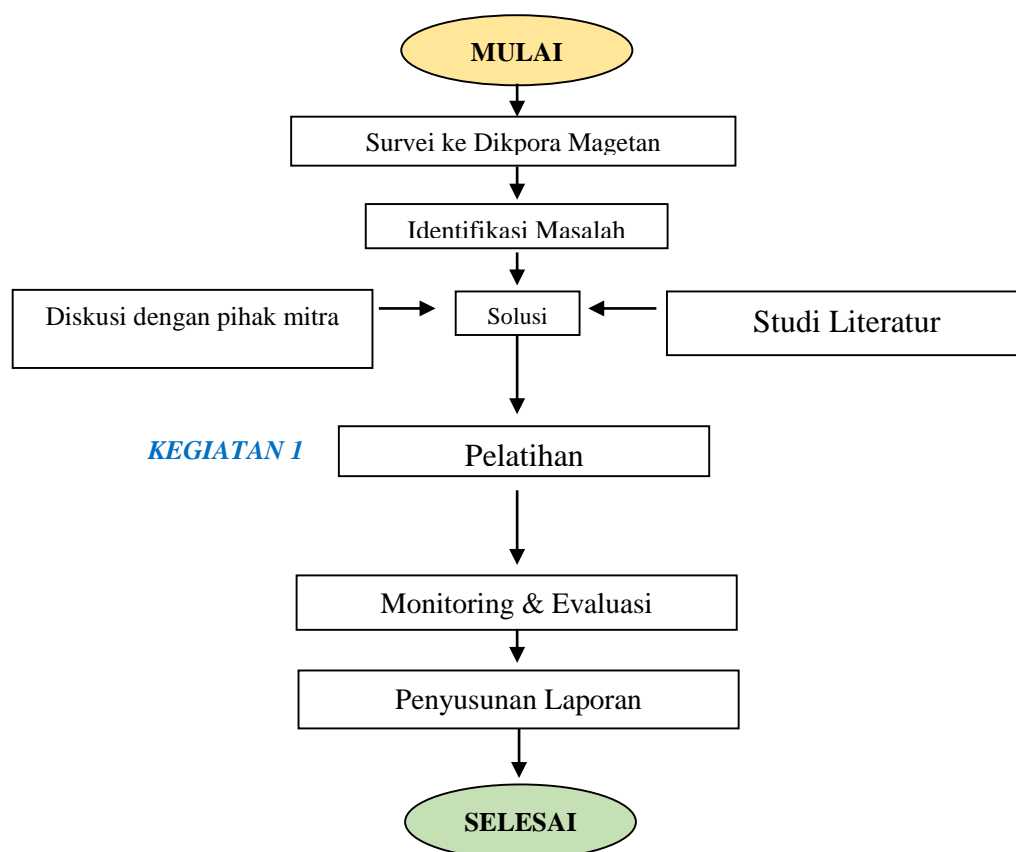 MULAI
Survei ke Dikpora Magetan
Identifikasi Masalah
Diskusi dengan pihak mitra
Solusi
Studi Literatur
KEGIATAN 1
Pelatihan
Monitoring & Evaluasi
Penyusunan Laporan
SELESAI